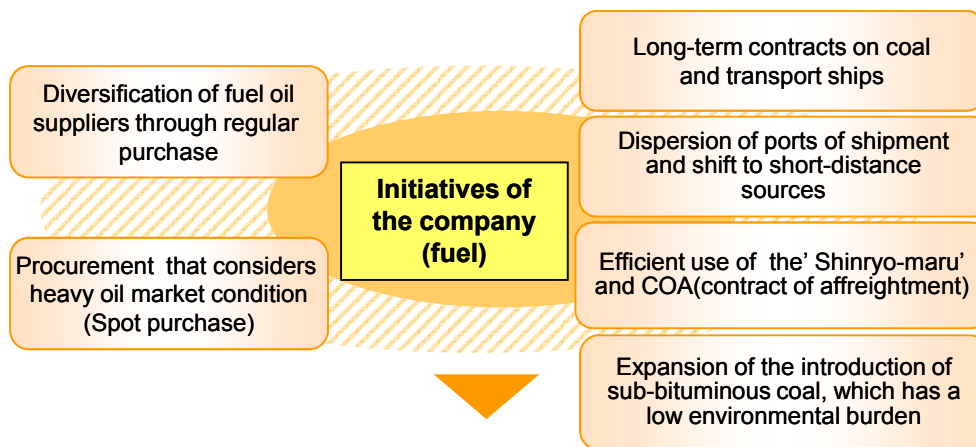 Diversification of fuel oil
suppliers through regular
purchase
Procurement that considers
heavy oil market condition
(Spot purchase)
Initiatives of
the company
(fuel)
Long-term contracts on coal
and transport ships
Dispersion of ports of shipment
and shift to short-distance
sources
Efficient use of the' Shinryo-maru'
and COA(contract of affreightment)
Expansion of the introduction of
sub-bituminous coal, which has a
low environmental burden